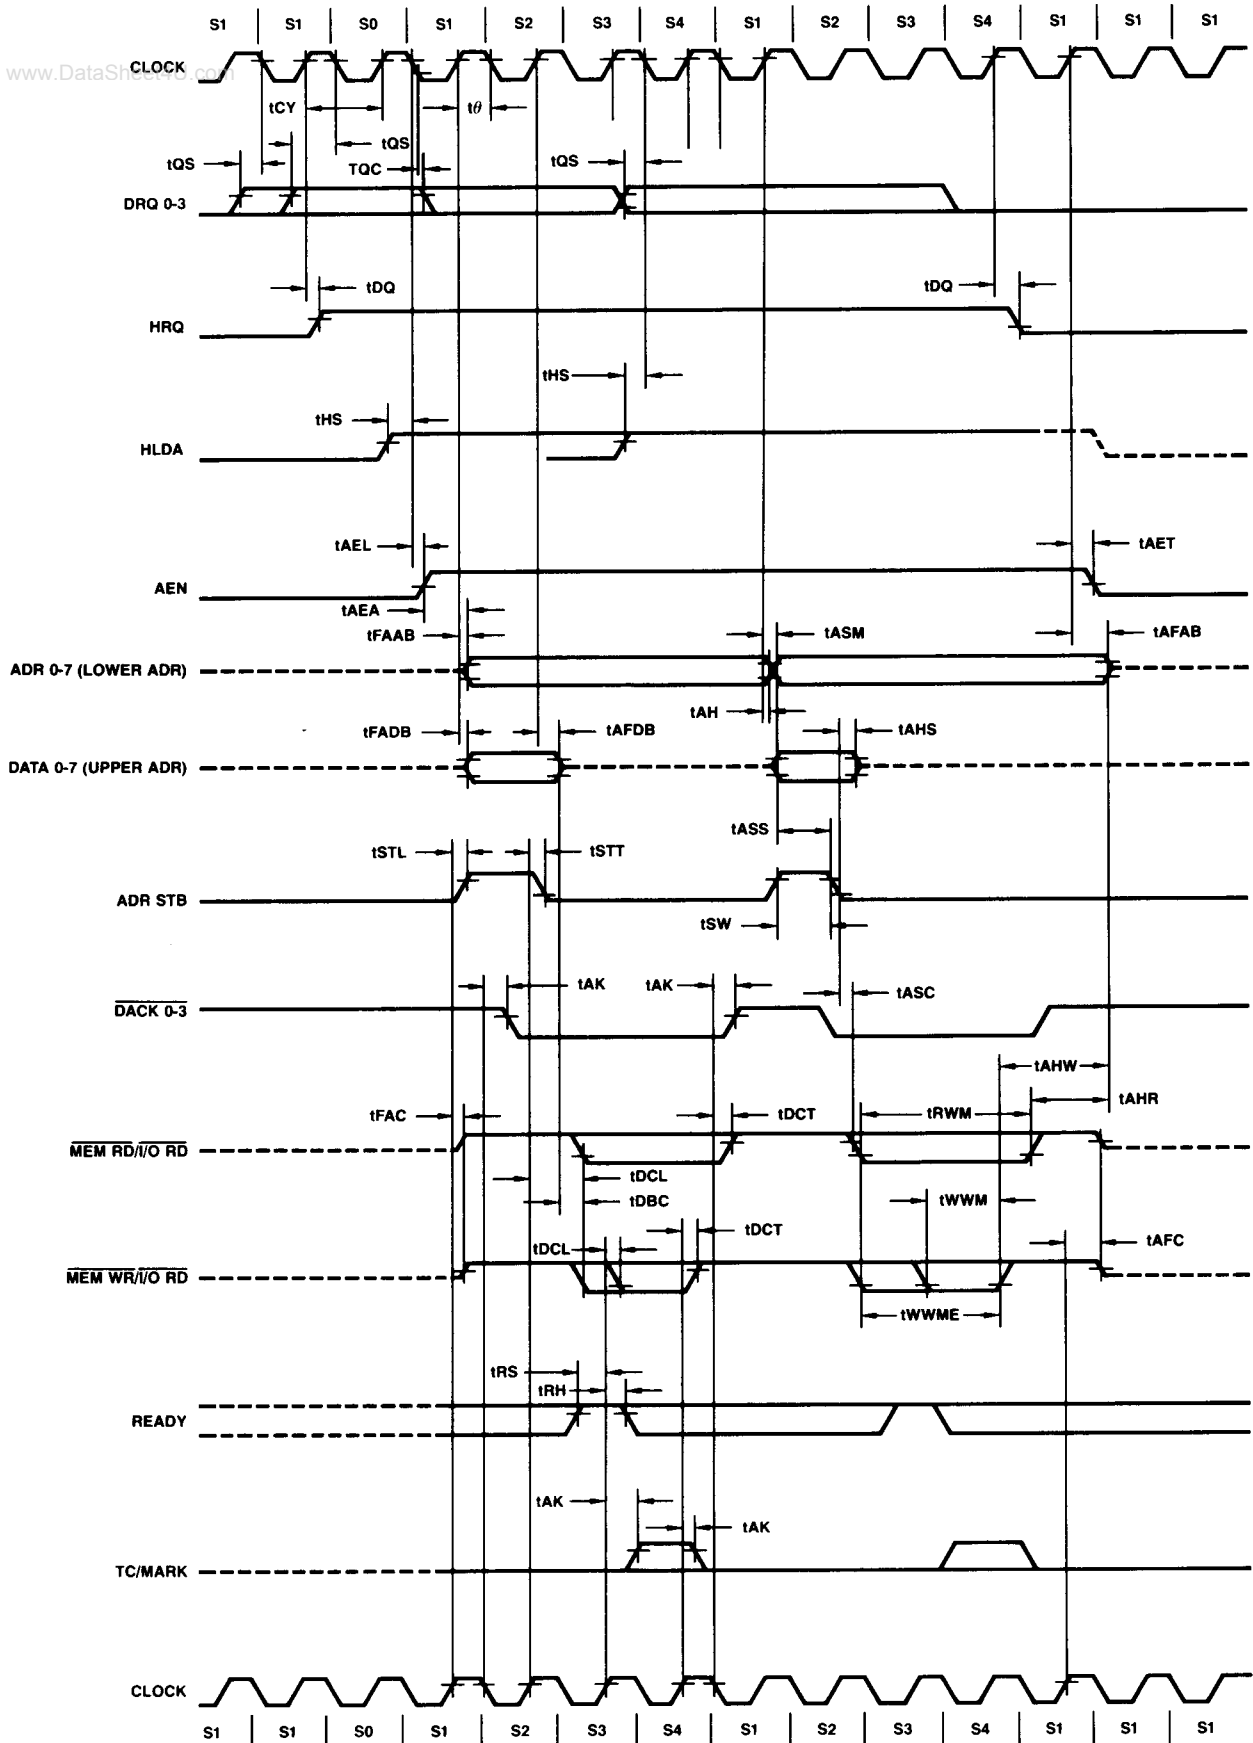 S1 S1 S0 S1 S2 S3 S4 S1 S2 S3 S4 S1 S1 S1
CLOCK
www.DataSheet4U.com
tCY
tθ
tQS
tQS
TQC
tQS
DRQ 0-3
tDQ
tDQ
HRQ
tHS
tHS
HLDA
tAEL
tAET
AEN
tAEA
tFAAB
tASM
tAFAB
ADR 0-7 (LOWER ADR)
tAH
tFADB
tAFDB
tAHS
DATA 0-7 (UPPER ADR)
tASS
tSTL
tSTT
ADR STB
tSW
tAK
tAK
tASC
DACK 0-3
tAHW
tAHR
tFAC
tDCT
tRWM
MEM RD/I/O RD
tDCL
tDBC
tWWM
tDCT
tDCL
tAFC
MEM WR/I/O RD
tWWME
tRS
tRH
READY
tAK
tAK
TC/MARK
CLOCK
S1 S1 S0 S1 S2 S3 S4 S1 S2 S3 S4 S1 S1 S1